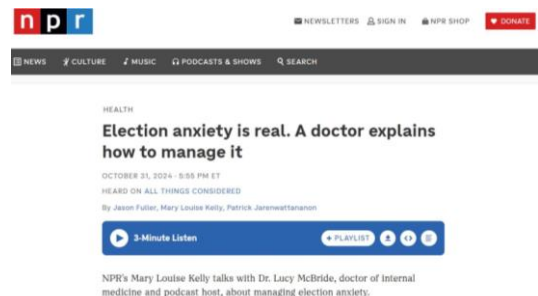 npr
NEWSLETTERS SIGN IN NPR SHOP DONATE
NEWS CULTURE MUSIC PODCASTS & SHOWS SEARCH
HEALTH
Election anxiety is real. A doctor explains
how to manage it
OCTOBER 31, 2024 · 5:55 PM ET
HEARD ON ALL THINGS CONSIDERED
By Jason Fuller, Mary Louise Kelly, Patrick Jarenwattananon
3-Minute Listen + PLAYLIST
NPR's Mary Louise Kelly talks with Dr. Lucy McBride, doctor of internal
medicine and podcast host, about managing election anxiety.